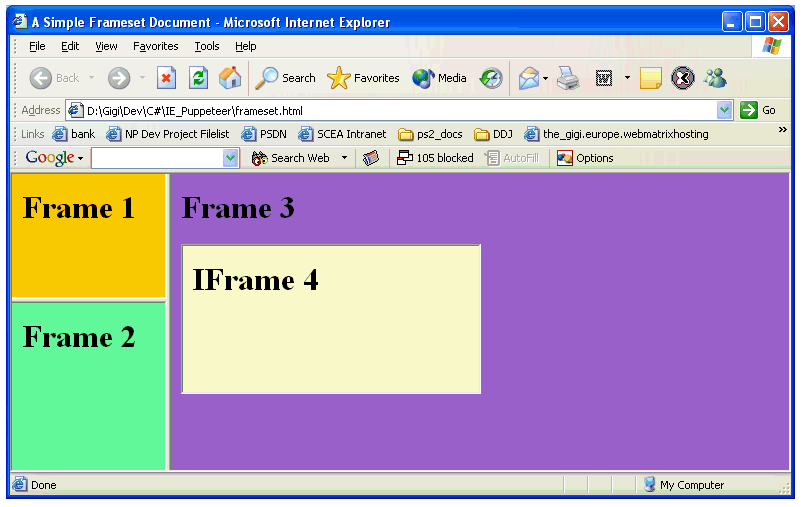 A Simple Frameset Document - Microsoft Internet Explorer
File Edit View Favorites Tools Help
Back Search Favorites Media W
Address D:\Gigi\Dev\C#\IE_Puppeteer\frameset.html Go
Links bank NP Dev Project Filelist PSDN SCEA Intranet ps2_docs DDJ the_gigi.europe.webmatrixhosting »
Google Search Web 105 blocked AutoFill Options
Frame 1
Frame 3
IFrame 4
Frame 2
Done My Computer